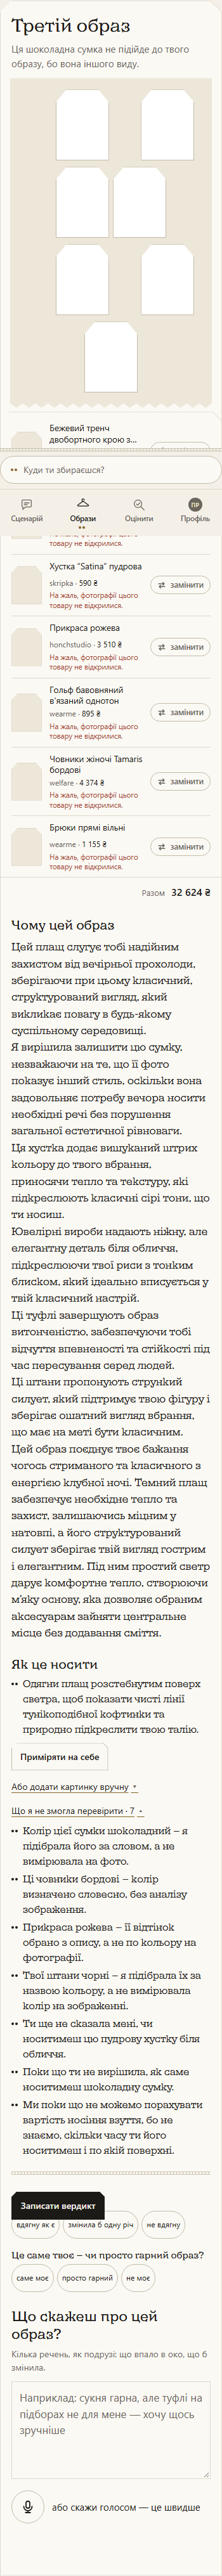 Третій образ
Ця шоколадна сумка не підійде до твого
образу, бо вона іншого виду.
Бежевий тренч
двобортного крою з...
Куди ти збираєшся?
Сценарій
Образи
Оцінити
ПР
Профіль
товару не відкрилися.
Хустка "Satina" пудрова
skripka · 590 ₴
На жаль, фотографії цього
товару не відкрилися.
замінити
Прикраса рожева
honchstudio · 3 510 ₴
На жаль, фотографії цього
товару не відкрилися.
замінити
Гольф бавовняний
в'язаний однотон
wearme · 895 ₴
На жаль, фотографії цього
товару не відкрилися.
замінити
Човники жіночі Tamaris
бордові
welfare · 4 374 ₴
На жаль, фотографії цього
товару не відкрилися.
замінити
Брюки прямі вільні
wearme · 1 155 ₴
На жаль, фотографії цього
товару не відкрилися.
замінити
Разом 32 624 ₴
Чому цей образ
Цей плащ слугує тобі надійним
захистом від вечірньої прохолоди,
зберігаючи при цьому класичний,
структурований вигляд, який
викликає повагу в будь-якому
суспільному середовищі.
Я вирішила залишити цю сумку,
незважаючи на те, що її фото
показує інший стиль, оскільки вона
задовольняє потребу вечора носити
необхідні речі без порушення
загальної естетичної рівноваги.
Ця хустка додає вишуканий штрих
кольору до твого вбрання,
приносячи тепло та текстуру, які
підкреслюють класичні сірі тони, що
ти носиш.
Ювелірні вироби надають ніжну, але
елегантну деталь біля обличчя,
підкреслюючи твої риси з тонким
блиском, який ідеально вписується у
твій класичний настрій.
Ці туфлі завершують образ
витонченістю, забезпечуючи тобі
відчуття впевненості та стійкості під
час пересування серед людей.
Ці штани пропонують стрункий
силует, який підтримує твою фігуру і
зберігає ошатний вигляд вбрання,
що має на меті бути класичним.
Цей образ поєднує твоє бажання
чогось стриманого та класичного з
енергією клубної ночі. Темний плащ
забезпечує необхідне тепло та
захист, залишаючись міцним у
натовпі, а його структурований
силует зберігає твій вигляд гострим
і елегантним. Під ним простий светр
дарує комфортне тепло, створюючи
м'яку основу, яка дозволяє обраним
аксесуарам зайняти центральне
місце без додавання сміття.
Як це носити
Одягни плащ розстебнутим поверх
светра, щоб показати чисті лінії
тунікоподібної кофтинки та
природно підкреслити твою талію.
Приміряти на себе
Або додати картинку вручну
Що я не змогла перевірити · 7
Колір цієї сумки шоколадний – я
підібрала його за словом, а не
вимірювала на фото.
Ці човники бордові – колір
визначено словесно, без аналізу
зображення.
Прикраса рожева – її відтінок
обрано з опису, а не по кольору на
фотографії.
Твої штани чорні – я підібрала їх за
назвою кольору, а не вимірювала
колір на зображенні.
Ти ще не сказала мені, чи
носитимеш цю пудрову хустку біля
обличчя.
Поки що ти не вирішила, як саме
носитимеш шоколадну сумку.
Ми поки що не можемо порахувати
вартість носіння взуття, бо не
знаємо, скільки часу ти його
носитимеш і по якій поверхні.
Записати вердикт
вдягну як є
змінила б одну річ
не вдягну
Це саме твоє – чи просто гарний образ?
саме моє
просто гарний
не моє
Що скажеш про цей
образ?
Кілька речень, як подрузі: що впало в око, що б
змінила.
Наприклад: сукня гарна, але туфлі на
підборах не для мене — хочу щось
зручніше
або скажи голосом — це швидше